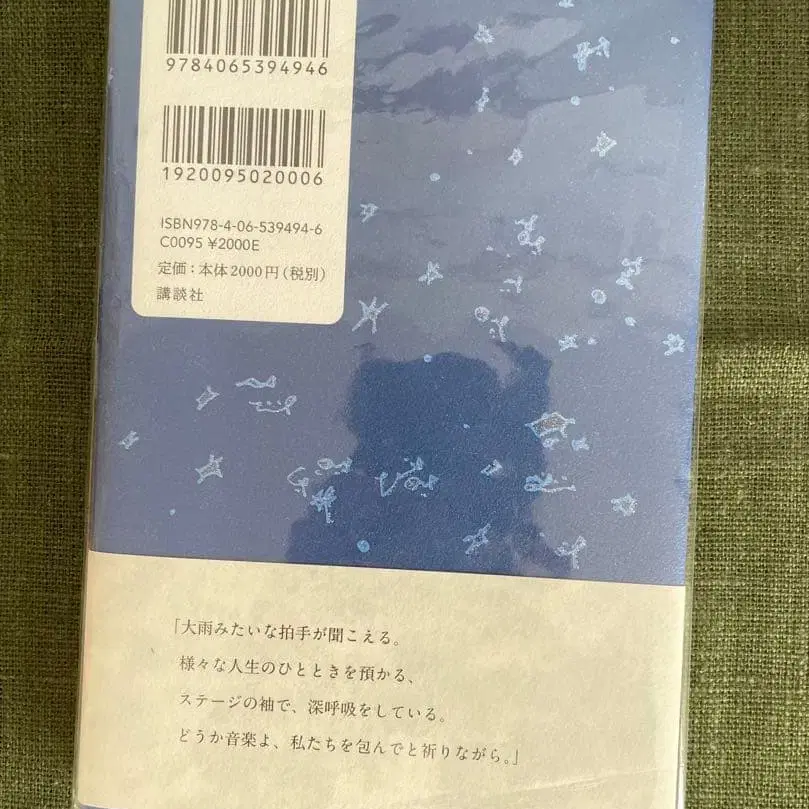 9784065394946
1920095020006
ISBN978-4-06-539494-6
C0095 ¥2000E
定価：本体2000円（税別）
講談社
「大雨みたいな拍手が聞こえる。
様々な人生のひとときを預かる、
ステージの袖で、深呼吸をしている。
どうか音楽よ、私たちを包んでと祈りながら。」